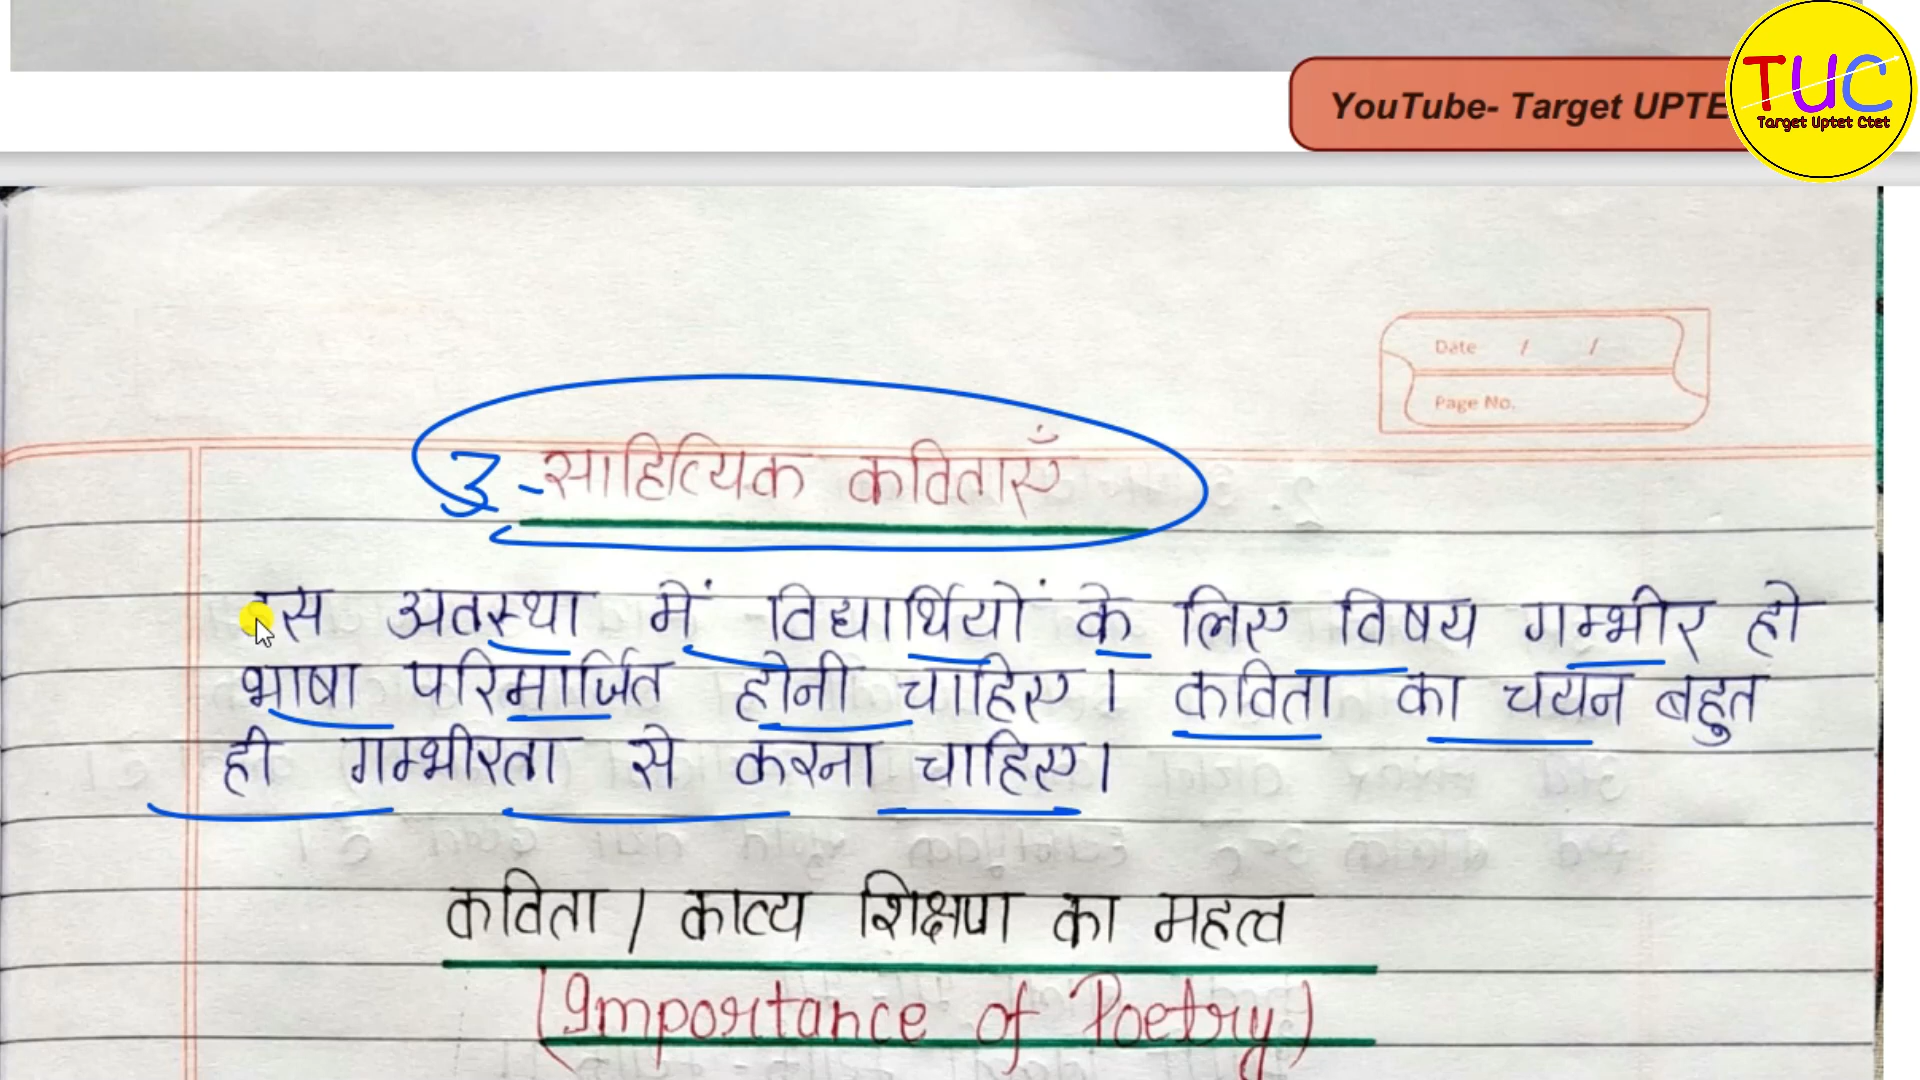 YouTube- Target UPTE
TUC
Target Uptet Ctet
Date / /
Page No.
3-साहित्यिक कविताएँ
इस अवस्था में विद्यार्थियों के लिए विषय गम्भीर हो
भाषा परिमार्जित होनी चाहिए। कविता का चयन बहुत
ही गम्भीरता से करना चाहिए।
कविता / काव्य शिक्षण का महत्व
(Importance of Poetry)